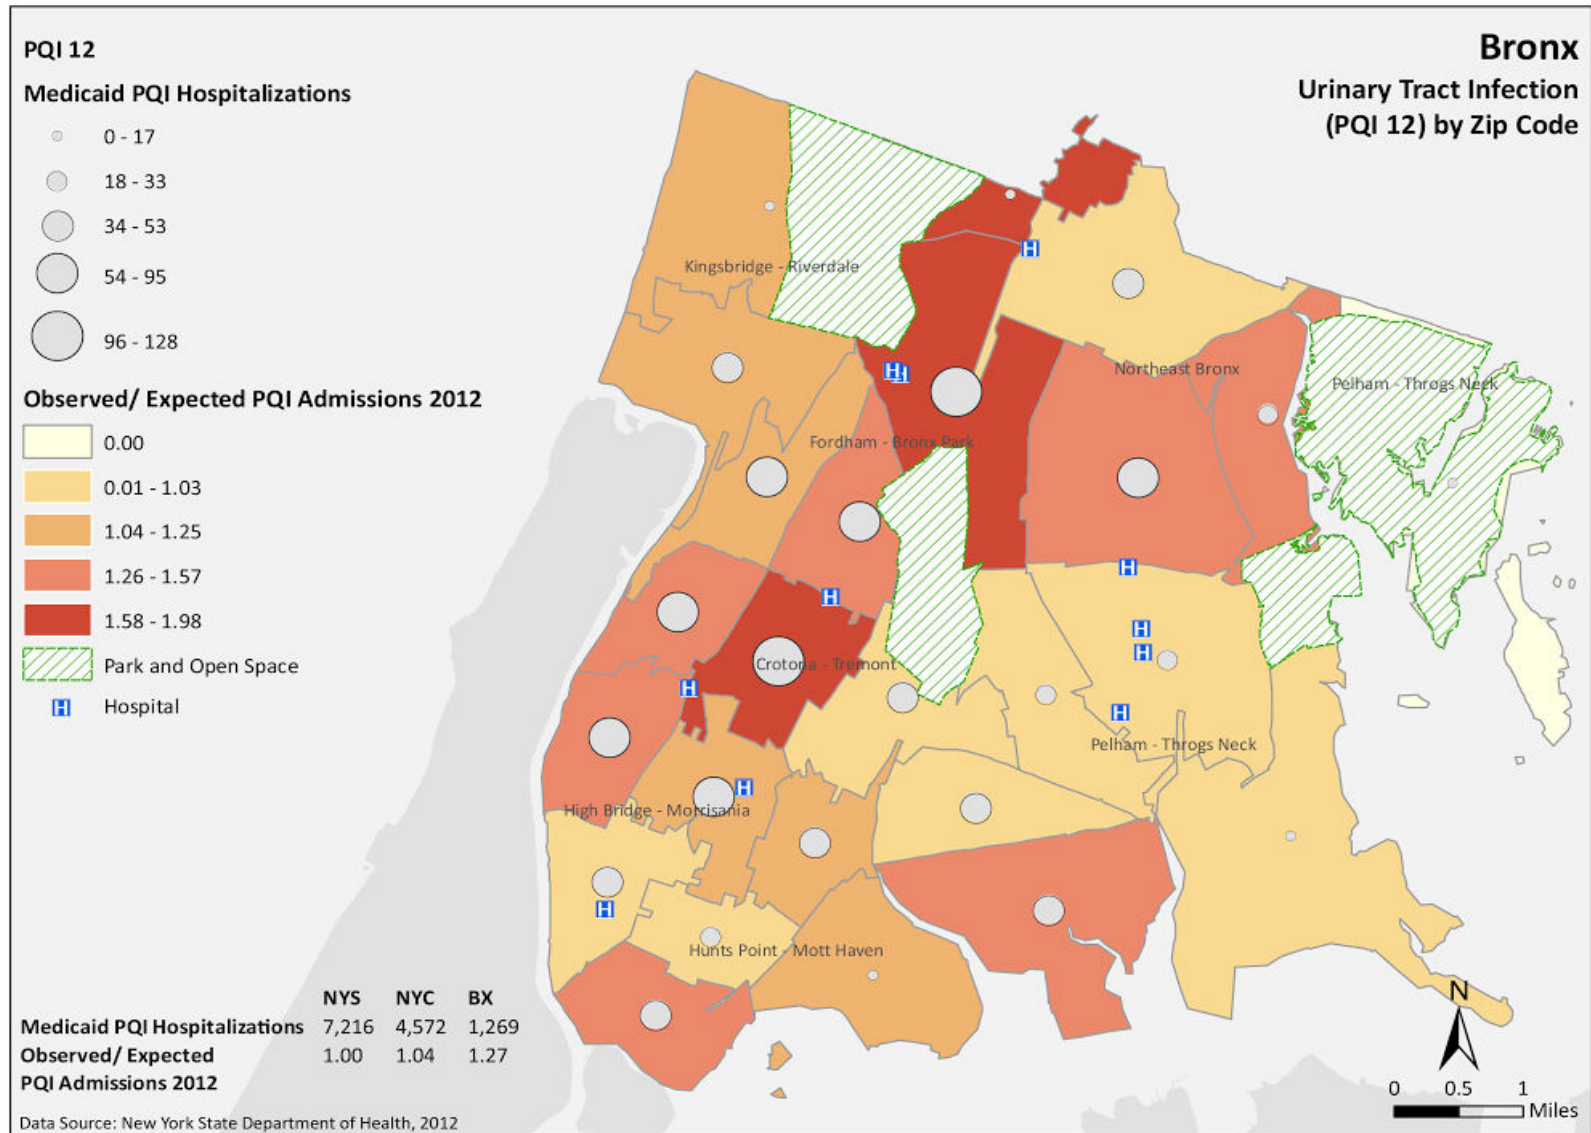 PQI 12
Medicaid PQI Hospitalizations
0 - 17
18 - 33
34 - 53
54 - 95
96 - 128
Observed/ Expected PQI Admissions 2012
0.00
0.01 - 1.03
1.04 - 1.25
1.26 - 1.57
1.58 - 1.98
Park and Open Space
H Hospital
Bronx
Urinary Tract Infection
(PQI 12) by Zip Code
H
Kingsbridge - Riverdale
Northeast Bronx
H H
Pelham - Throgs Neck
Fordham - Bronx Park
H
H
H
H
Crotona - Tremont
H
H
Pelham - Throgs Neck
H
High Bridge - Morrisania
H
Hunts Point - Mott Haven
NYS NYC BX
Medicaid PQI Hospitalizations 7,216 4,572 1,269
Observed/ Expected 1.00 1.04 1.27
PQI Admissions 2012
Data Source: New York State Department of Health, 2012
N
0 0.5 1
Miles